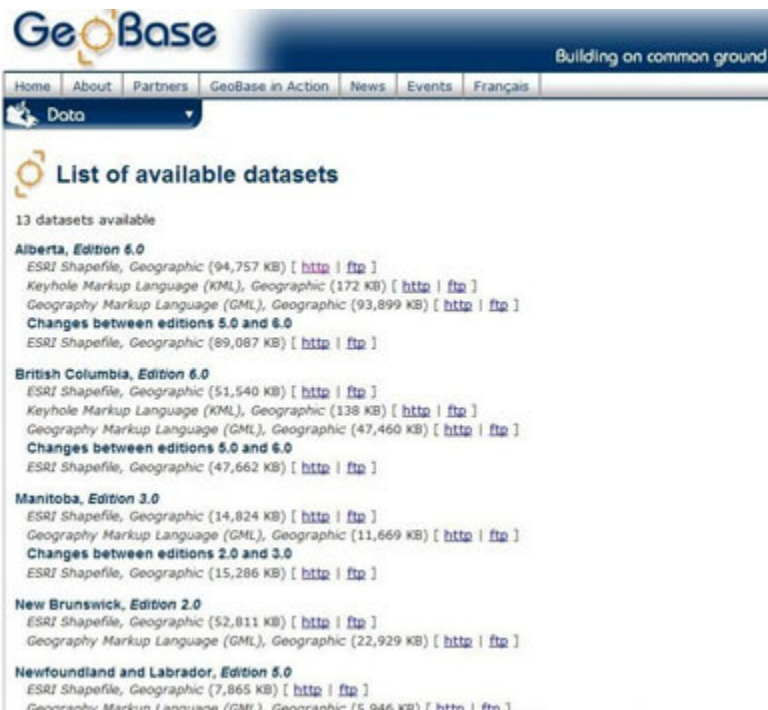 GeoBase
Building on common ground
Home About Partners GeoBase in Action News Events Français
Data
List of available datasets
13 datasets available
Alberta, Edition 6.0
ESRI Shapefile, Geographic (94,757 KB) [ http | ftp ]
Keyhole Markup Language (KML), Geographic (172 KB) [ http | ftp ]
Geography Markup Language (GML), Geographic (93,899 KB) [ http | ftp ]
Changes between editions 5.0 and 6.0
ESRI Shapefile, Geographic (89,087 KB) [ http | ftp ]
British Columbia, Edition 6.0
ESRI Shapefile, Geographic (51,540 KB) [ http | ftp ]
Keyhole Markup Language (KML), Geographic (138 KB) [ http | ftp ]
Geography Markup Language (GML), Geographic (47,460 KB) [ http | ftp ]
Changes between editions 5.0 and 6.0
ESRI Shapefile, Geographic (47,662 KB) [ http | ftp ]
Manitoba, Edition 3.0
ESRI Shapefile, Geographic (14,824 KB) [ http | ftp ]
Geography Markup Language (GML), Geographic (11,669 KB) [ http | ftp ]
Changes between editions 2.0 and 3.0
ESRI Shapefile, Geographic (15,286 KB) [ http | ftp ]
New Brunswick, Edition 2.0
ESRI Shapefile, Geographic (52,811 KB) [ http | ftp ]
Geography Markup Language (GML), Geographic (22,929 KB) [ http | ftp ]
Newfoundland and Labrador, Edition 5.0
ESRI Shapefile, Geographic (7,865 KB) [ http | ftp ]
Geography Markup Language (GML), Geographic (5,946 KB) [ http | ftp ]